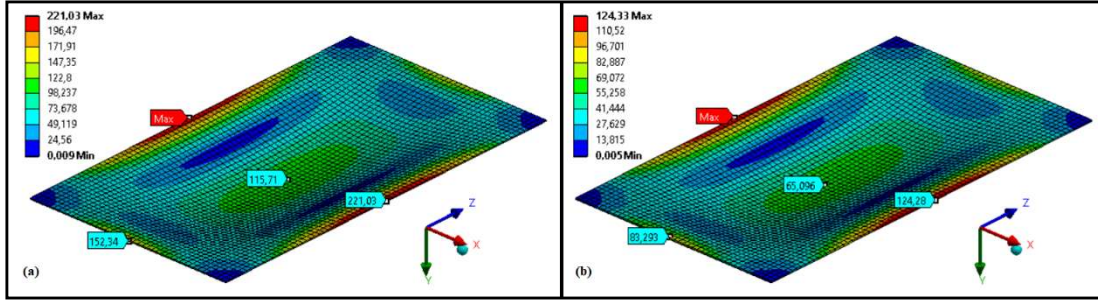 221,03 Max
196,47
171,91
147,35
122,8
98,237
73,678
49,119
24,56
0,009 Min
Max
115,71
221,03
152,34
Z
X
Y
(a)
124,33 Max
110,52
96,701
82,887
69,072
55,258
41,444
27,629
13,815
0,005 Min
Max
65,096
124,28
83,293
Z
X
Y
(b)